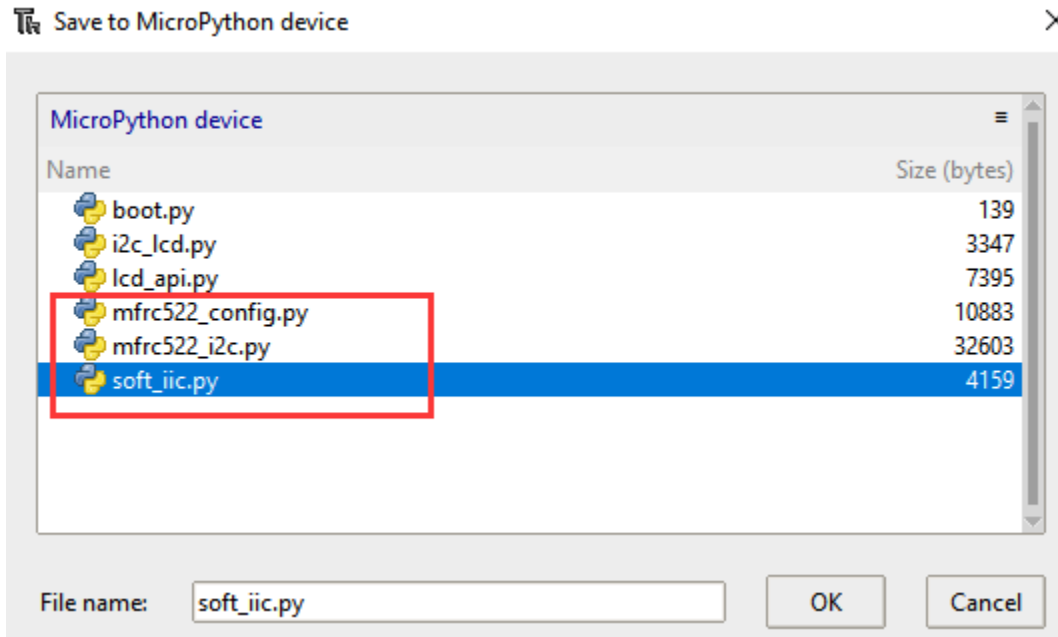 Save to MicroPython device
MicroPython device
Name Size (bytes)
boot.py 139
i2c_lcd.py 3347
lcd_api.py 7395
mfrc522_config.py 10883
mfrc522_i2c.py 32603
soft_iic.py 4159
File name: soft_iic.py OK Cancel